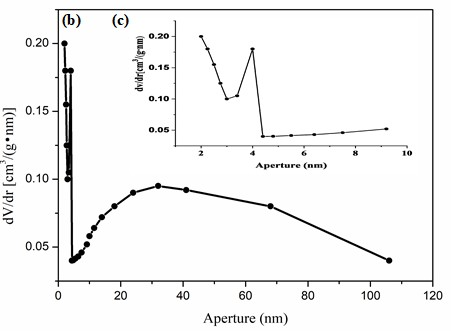 (b)
(c)
dV/dr [cm³/(g*nm)]
0.20
0.15
0.10
0.05
0 20 40 60 80 100 120
Aperture (nm)
dv/dr[cm³/(g*nm)
0.20
0.15
0.10
0.05
2 4 6 8 10
Aperture (nm)